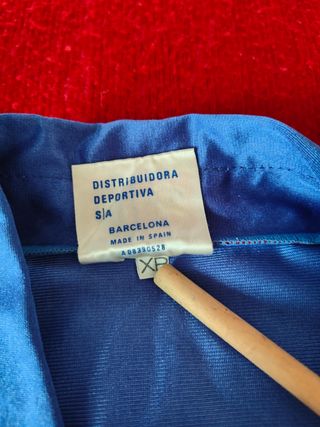 DISTRIBUIDORA
DEPORTIVA
S/A
BARCELONA
MADE IN SPAIN
A08390528
XP